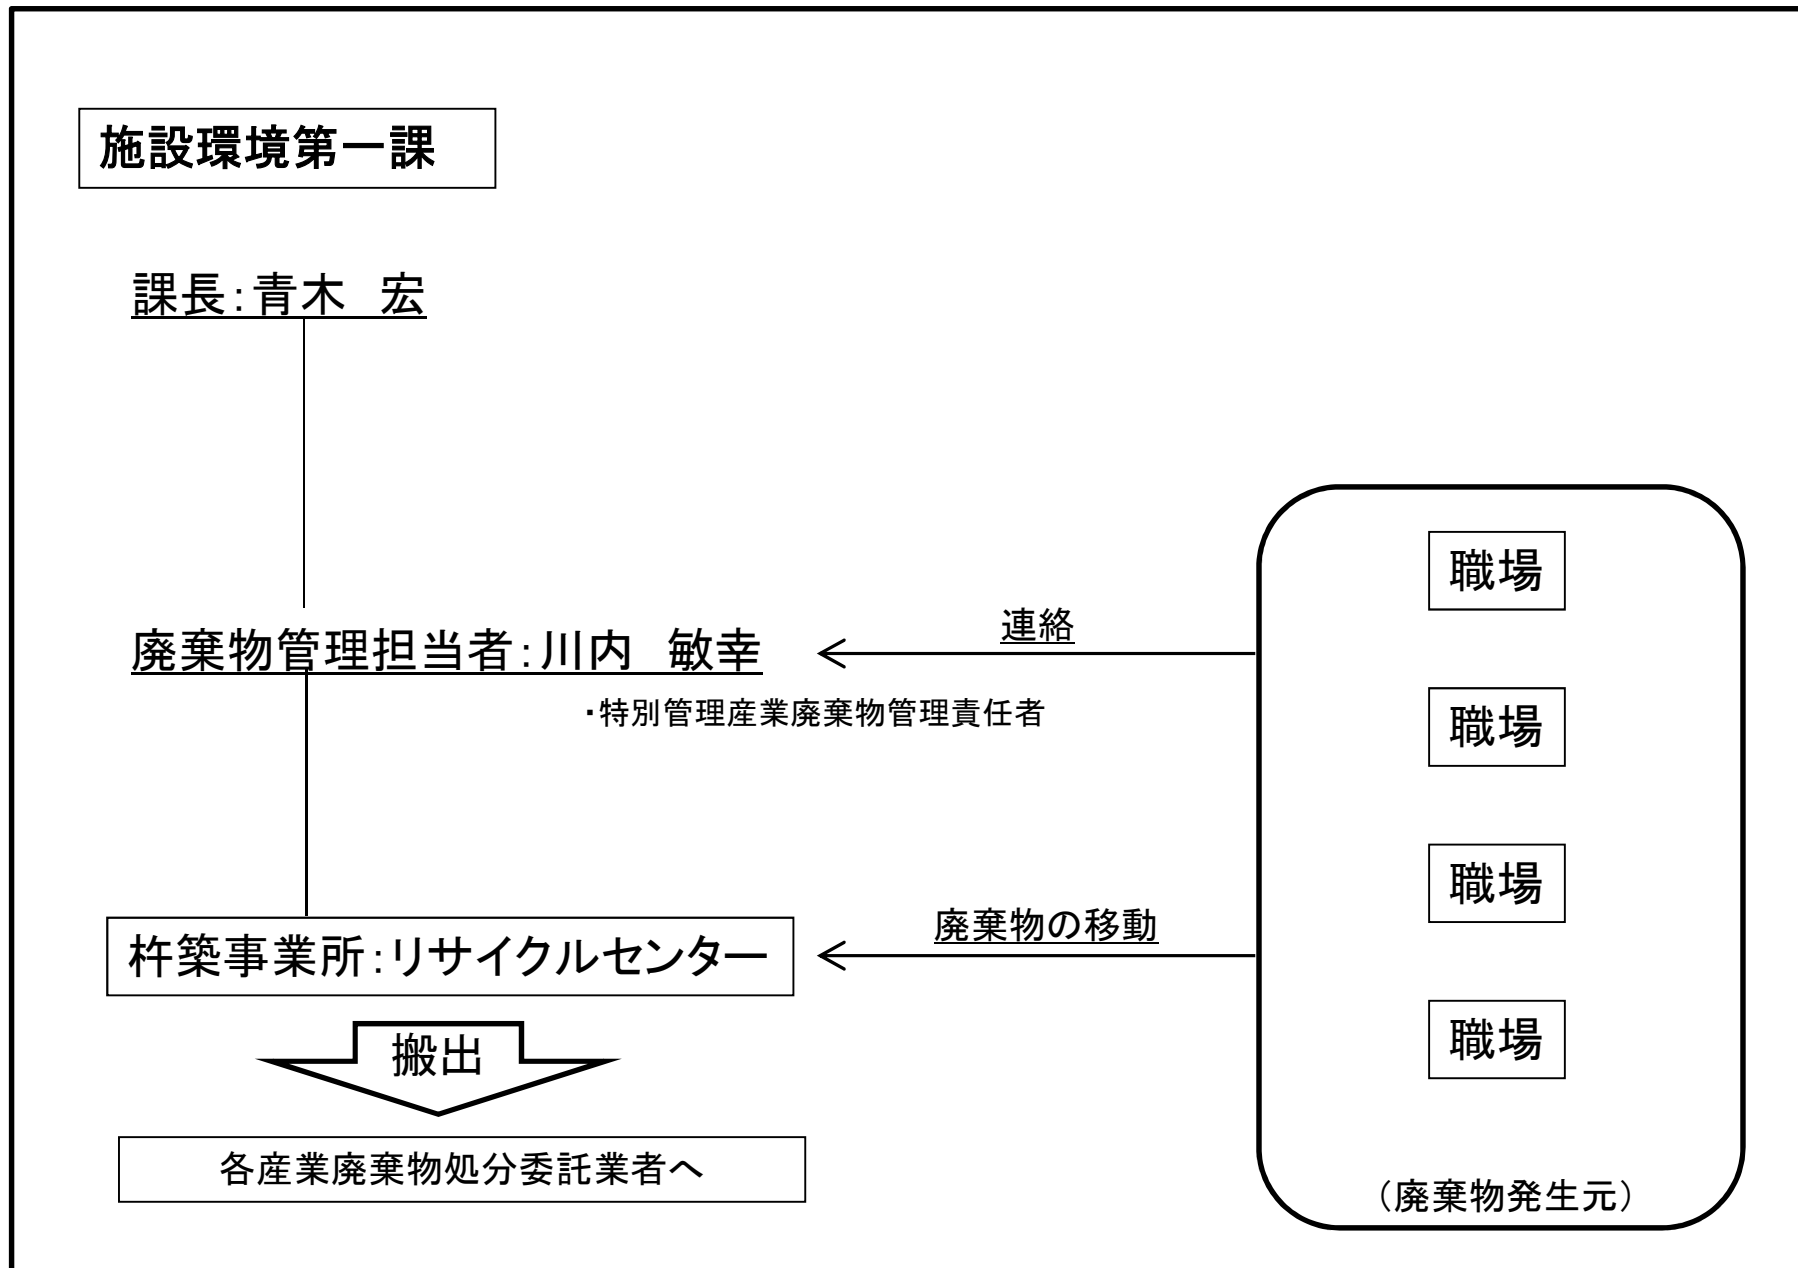 施設環境第一課
課長:青木　宏
職場
連絡
廃棄物管理担当者:川内　敏幸
・特別管理産業廃棄物管理責任者
職場
職場
廃棄物の移動
杵築事業所:リサイクルセンター
職場
搬出
各産業廃棄物処分委託業者へ
（廃棄物発生元）